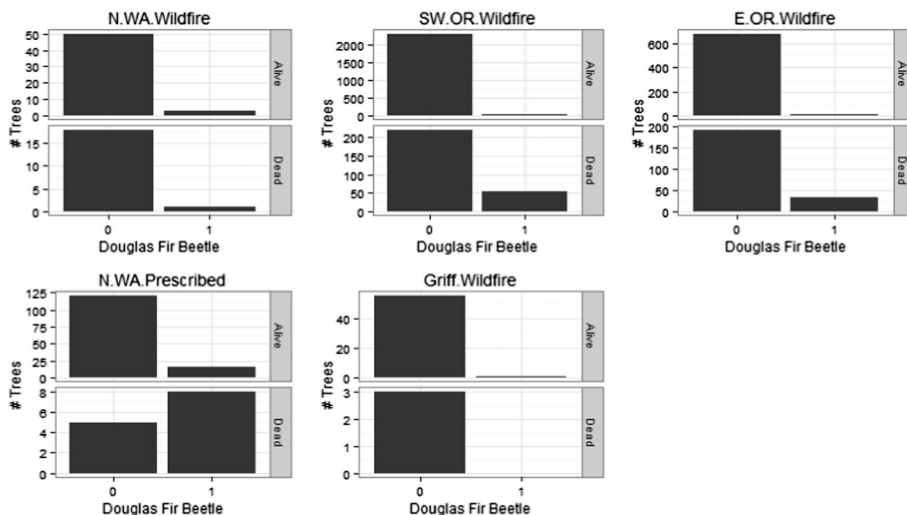 N.WA.Wildfire
# Trees
50
40
30
20
10
0
Alive
15
10
5
0
Dead
0 1
Douglas Fir Beetle
SW.OR.Wildfire
# Trees
2000
1500
1000
500
0
Alive
200
150
100
50
0
Dead
0 1
Douglas Fir Beetle
E.OR.Wildfire
# Trees
600
400
200
0
Alive
200
150
100
50
0
Dead
0 1
Douglas Fir Beetle
N.WA.Prescribed
# Trees
125
100
75
50
25
0
Alive
8
6
4
2
0
Dead
0 1
Douglas Fir Beetle
Griff.Wildfire
# Trees
40
20
0
Alive
3
2
1
0
Dead
0 1
Douglas Fir Beetle